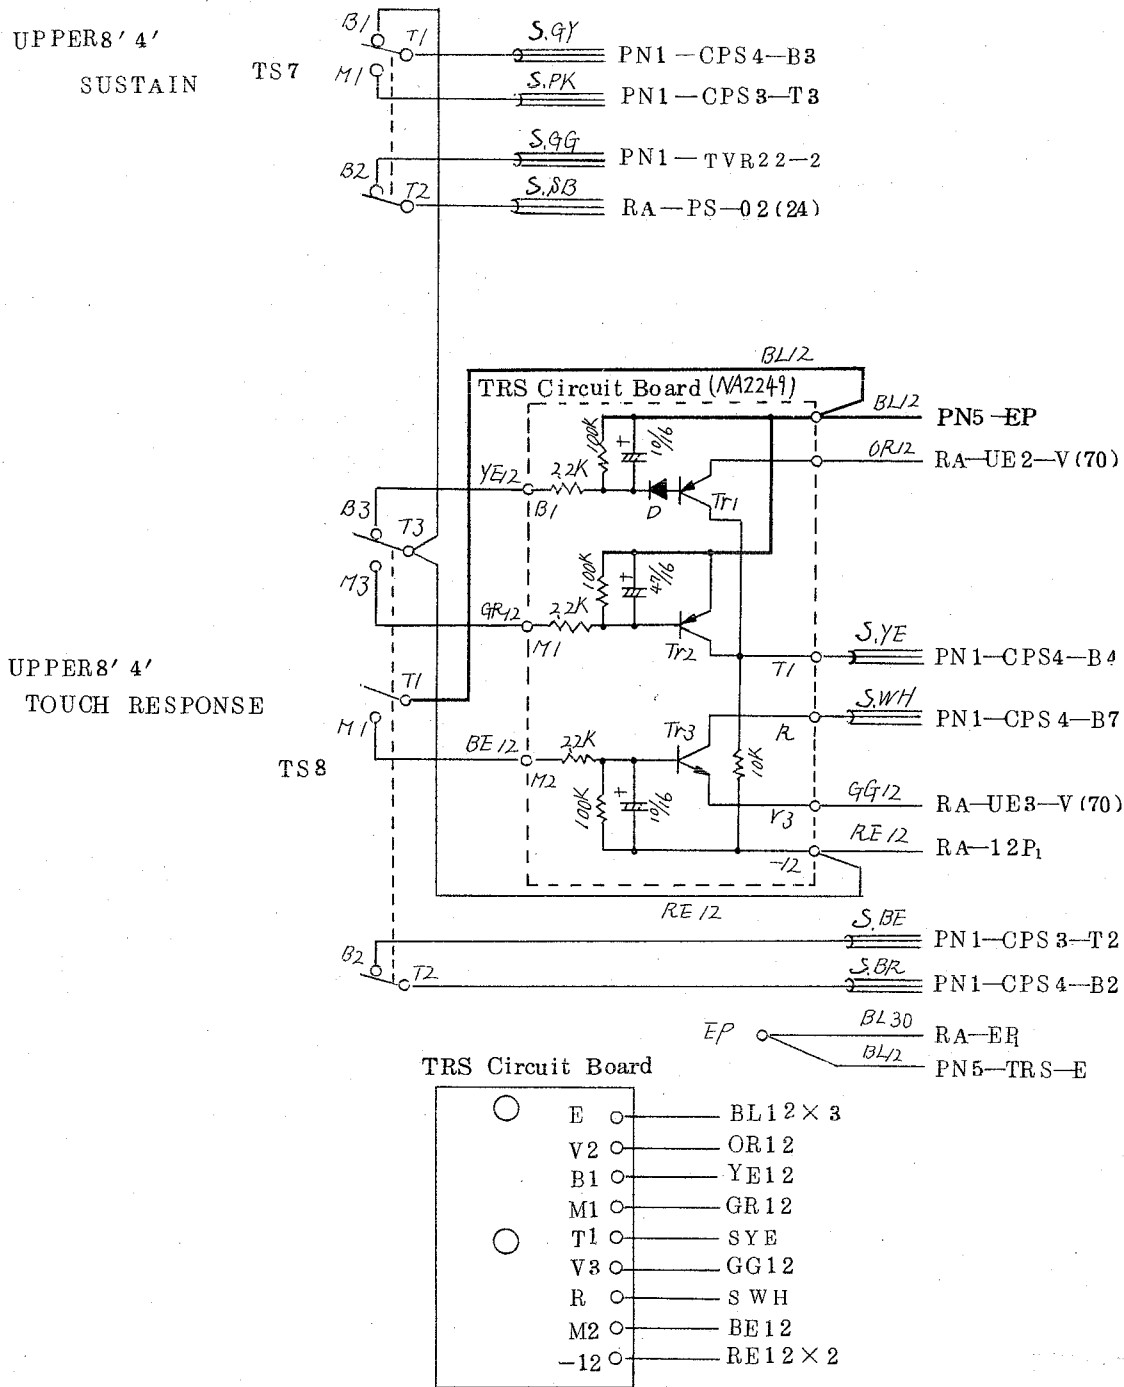 UPPER8' 4'
SUSTAIN
TS7
B1
T1
M1
B2
T2
S.GY
PN1-CPS4-B3
S.PK
PN1-CPS3-T3
S.GG
PN1-TVR22-2
S.SB
RA-PS-02(24)
BL12
TRS Circuit Board (NA2249)
BL12
PN5-EP
100K
10/16
OR12
RA-UE2-V(70)
YE12
22K
B1
D
Tr1
B3
T3
M3
100K
47/16
GR12
22K
M1
Tr2
T1
S.YE
PN1-CPS4-B4
UPPER8' 4'
TOUCH RESPONSE
TS8
T1
M1
S.WH
PN1-CPS4-B7
Tr3
R
BE12
22K
M2
10K
100K
10/16
V3
GG12
RA-UE3-V(70)
-12
RE12
RA-12P1
RE12
S.BE
PN1-CPS3-T2
B2
T2
S.BR
PN1-CPS4-B2
EP
BL30
RA-EP1
BL12
PN5-TRS-E
TRS Circuit Board
E BL12×3
V2 OR12
B1 YE12
M1 GR12
T1 SYE
V3 GG12
R SWH
M2 BE12
-12 RE12×2